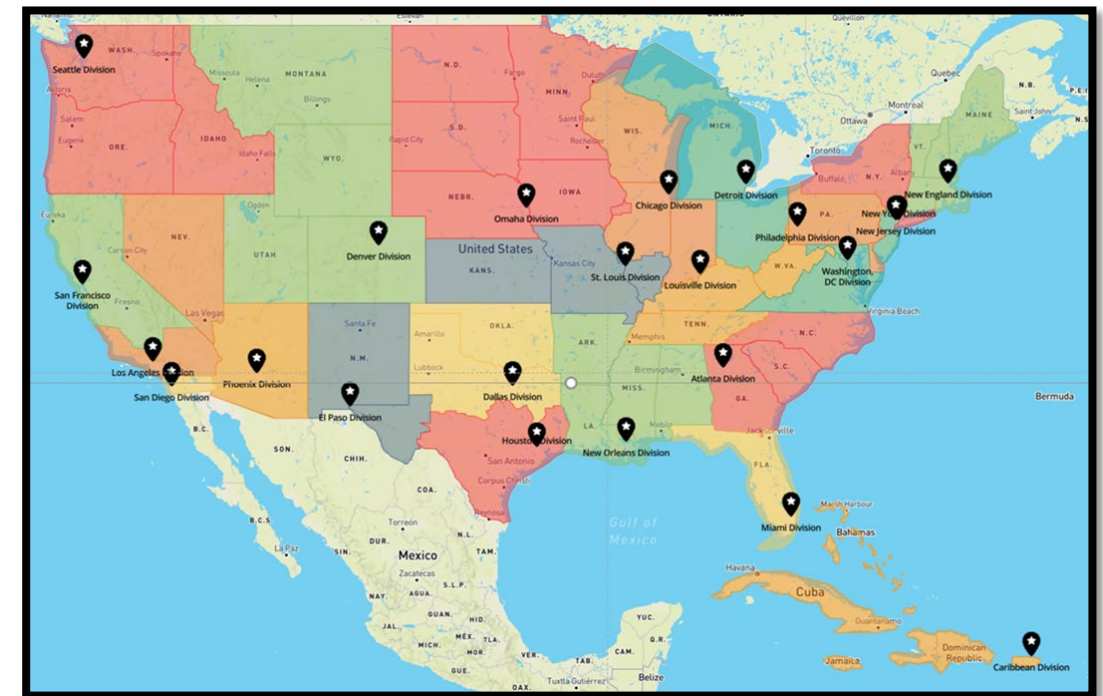 ONTARIO
Quévillon
WASH.
Spokane
Seattle Division
Astoria
Salem
Eugene
ORE.
IDAHO
Idaho Falls
Missoula
Helena
MONTANA
Billings
WYO.
N.D.
Fargo
Duluth
MINN.
S.D.
Saint Paul
Rapid City
Rochester
WIS.
MICH.
NEBR.
IOWA
Omaha Division
Chicago Division
Detroit Division
Quebec
N.B.
P.E.I
Montreal
Ottawa
Saint John
N.S
MAINE
Toronto
VT.
Buffalo
N.Y.
Albany
New England Division
PA.
New Jersey Division
Philadelphia Division
Washington,
DC Division
W.VA.
Virginia Beach
Eureka
Ogden
Carson City
NEV.
UTAH
Denver Division
United States
KANS.
Kansas City
St. Louis Division
Louisville Division
San Francisco
Division
Fresno
Las Vegas
Los Angeles
San Diego Division
Phoenix Division
Santa Fe
N.M.
El Paso Division
Amarillo
OKLA.
Lubbock
Dallas Division
ARK.
Memphis
TENN.
N.C.
S.C.
Birmingham
MISS.
Atlanta Division
GA.
LA.
Mobile
New Orleans Division
Houston Division
San Antonio
Corpus Christi
Reynosa
FLA.
Miami Division
Bermuda
Marsh Harbour
Bahamas
B.C.
SON.
CHIH.
COA.
B.C.S
La Paz
Torreón
N.L.
DUR.
SIN.
Mexico
TAM.
Zacatecas
S.L.P.
NAY.
AGUA.
GUAN.
HID.
JAL.
MÉX.
TLA.
MICH.
MOR.
VER.
GUE.
OAX.
TAB.
Tuxtla Gutiérrez
CAM.
YUC.
Q.R.
Belize
Gulf of
Mexico
Havana
Cuba
Guantanamo
Jamaica
Dominican
Republic
Caribbean Division